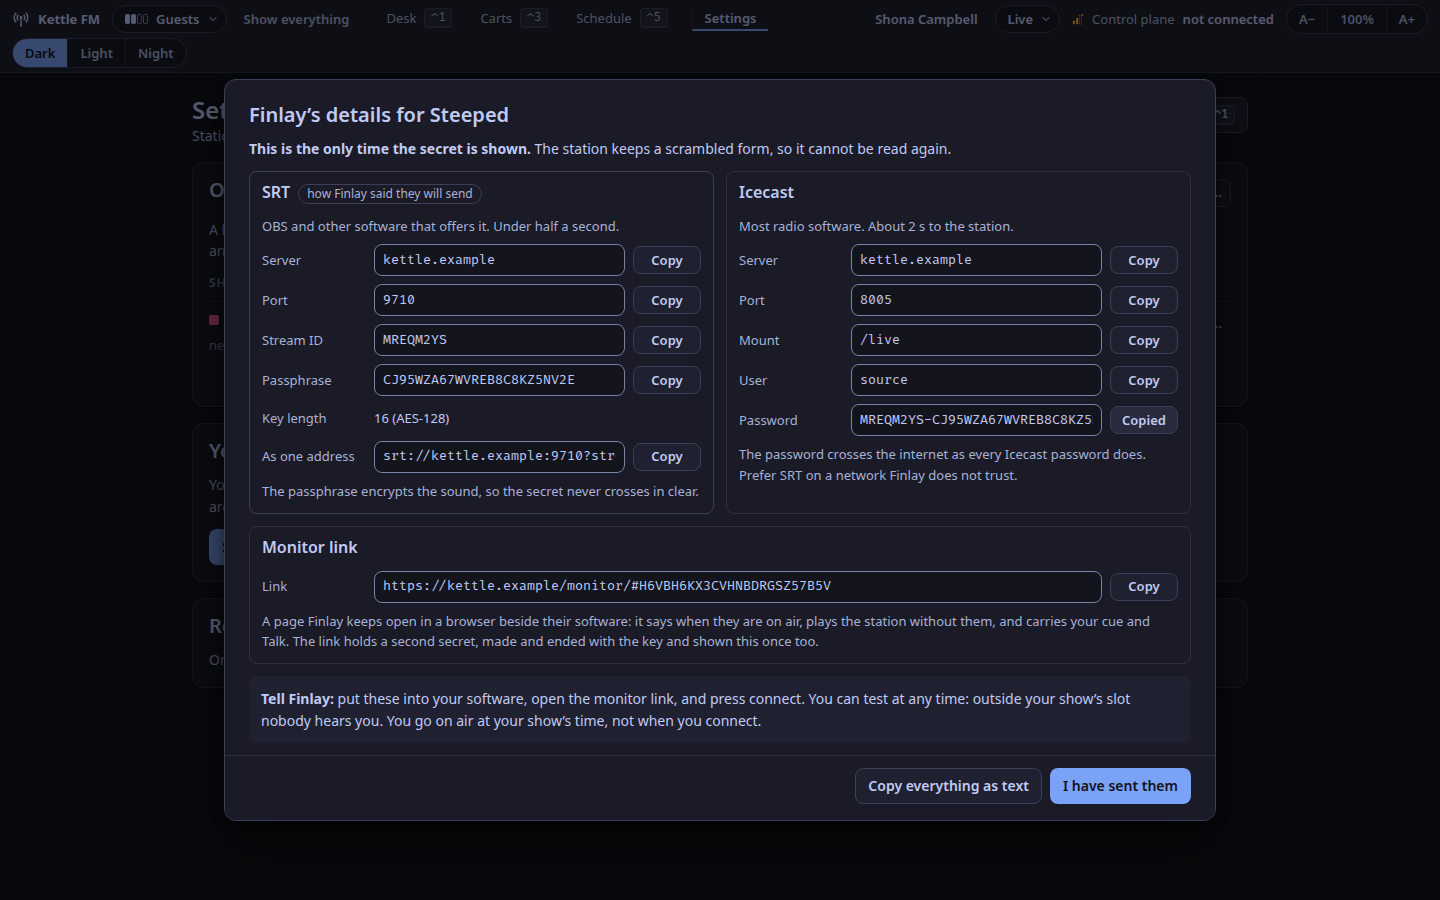 Kettle FM
Guests
Show everything
Desk ^1
Carts ^3
Schedule ^5
Settings
Shona Campbell
Live
Control plane not connected
A− 100% A+
Dark Light Night
Finlay’s details for Steeped
This is the only time the secret is shown. The station keeps a scrambled form, so it cannot be read again.
SRT how Finlay said they will send
OBS and other software that offers it. Under half a second.
Server kettle.example Copy
Port 9710 Copy
Stream ID MREQM2YS Copy
Passphrase CJ95WZA67WVREB8C8KZ5NV2E Copy
Key length 16 (AES-128)
As one address srt://kettle.example:9710?str Copy
The passphrase encrypts the sound, so the secret never crosses in clear.
Icecast
Most radio software. About 2 s to the station.
Server kettle.example Copy
Port 8005 Copy
Mount /live Copy
User source Copy
Password MREQM2YS-CJ95WZA67WVREB8C8KZ5 Copied
The password crosses the internet as every Icecast password does.
Prefer SRT on a network Finlay does not trust.
Monitor link
Link https://kettle.example/monitor/#H6VBH6KX3CVHNBDRGSZ57B5V Copy
A page Finlay keeps open in a browser beside their software: it says when they are on air, plays the station without them, and carries your cue and
Talk. The link holds a second secret, made and ended with the key and shown this once too.
Tell Finlay: put these into your software, open the monitor link, and press connect. You can test at any time: outside your show’s slot
nobody hears you. You go on air at your show’s time, not when you connect.
Copy everything as text
I have sent them